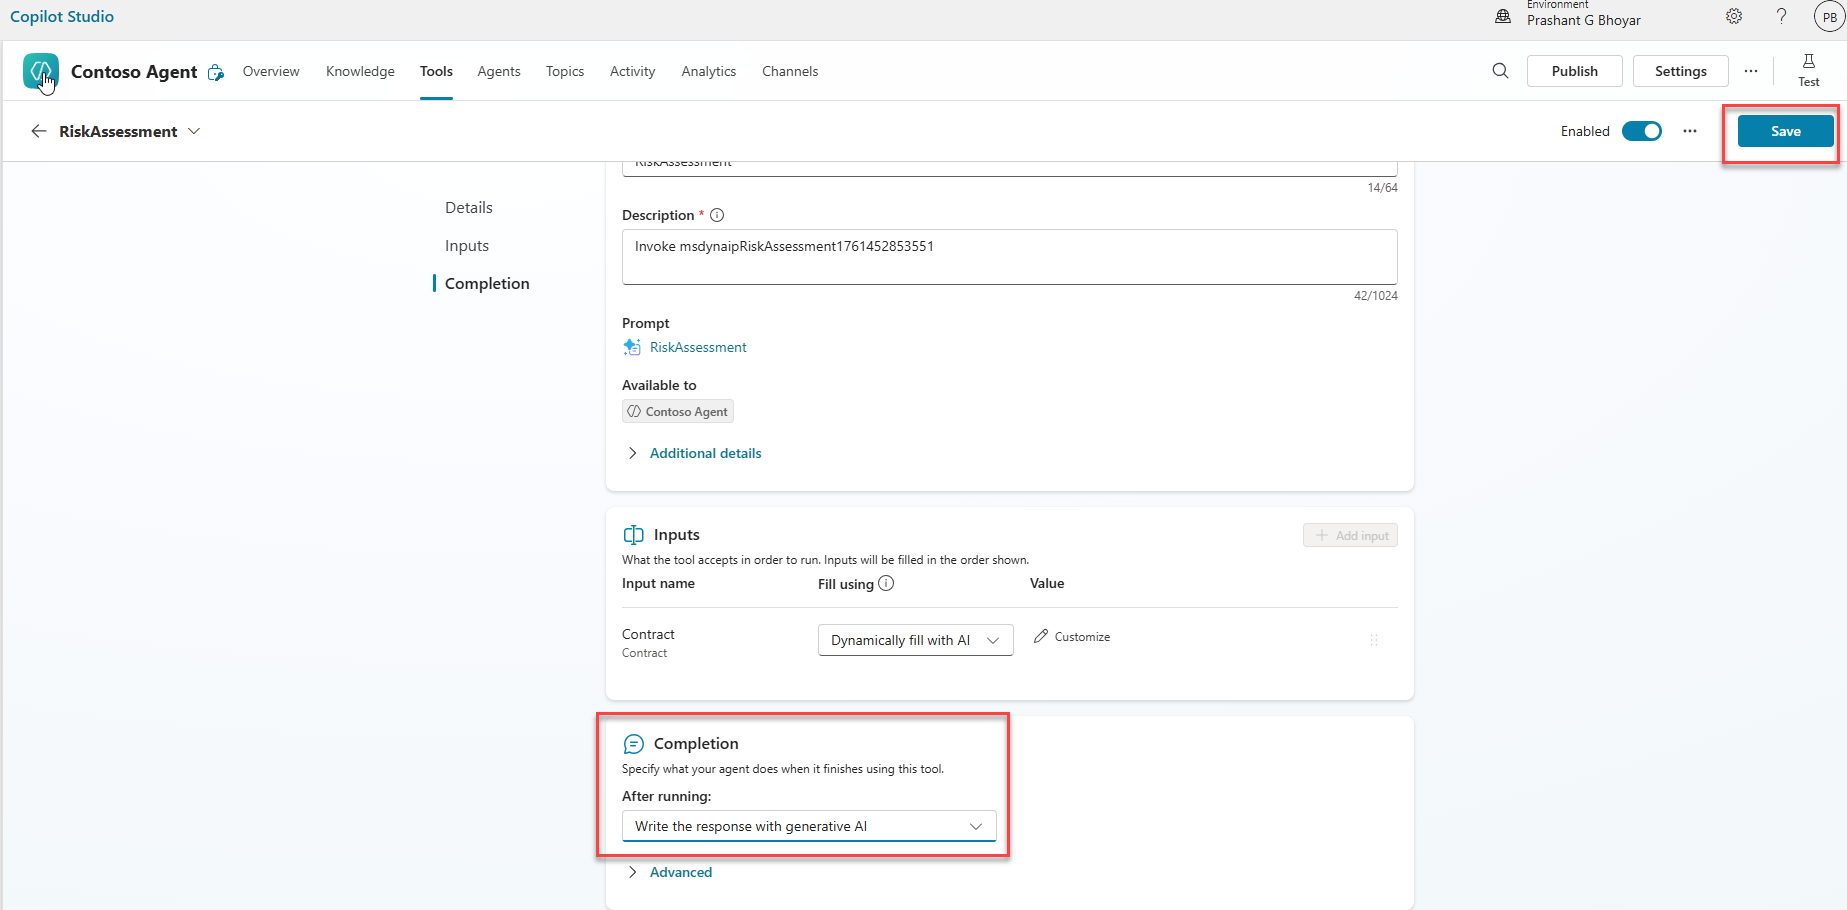 Copilot Studio
Environment
Prashant G Bhoyar
PB
Contoso Agent
Overview
Knowledge
Tools
Agents
Topics
Activity
Analytics
Channels
Publish
Settings
Test
RiskAssessment
Enabled
Save
Details
Inputs
Completion
RiskAssessment
14/64
Description *
Invoke msdynaipRiskAssessment1761452853551
42/1024
Prompt
RiskAssessment
Available to
Contoso Agent
Additional details
Inputs
Add input
What the tool accepts in order to run. Inputs will be filled in the order shown.
Input name
Fill using
Value
Contract
Contract
Dynamically fill with AI
Customize
Completion
Specify what your agent does when it finishes using this tool.
After running:
Write the response with generative AI
Advanced